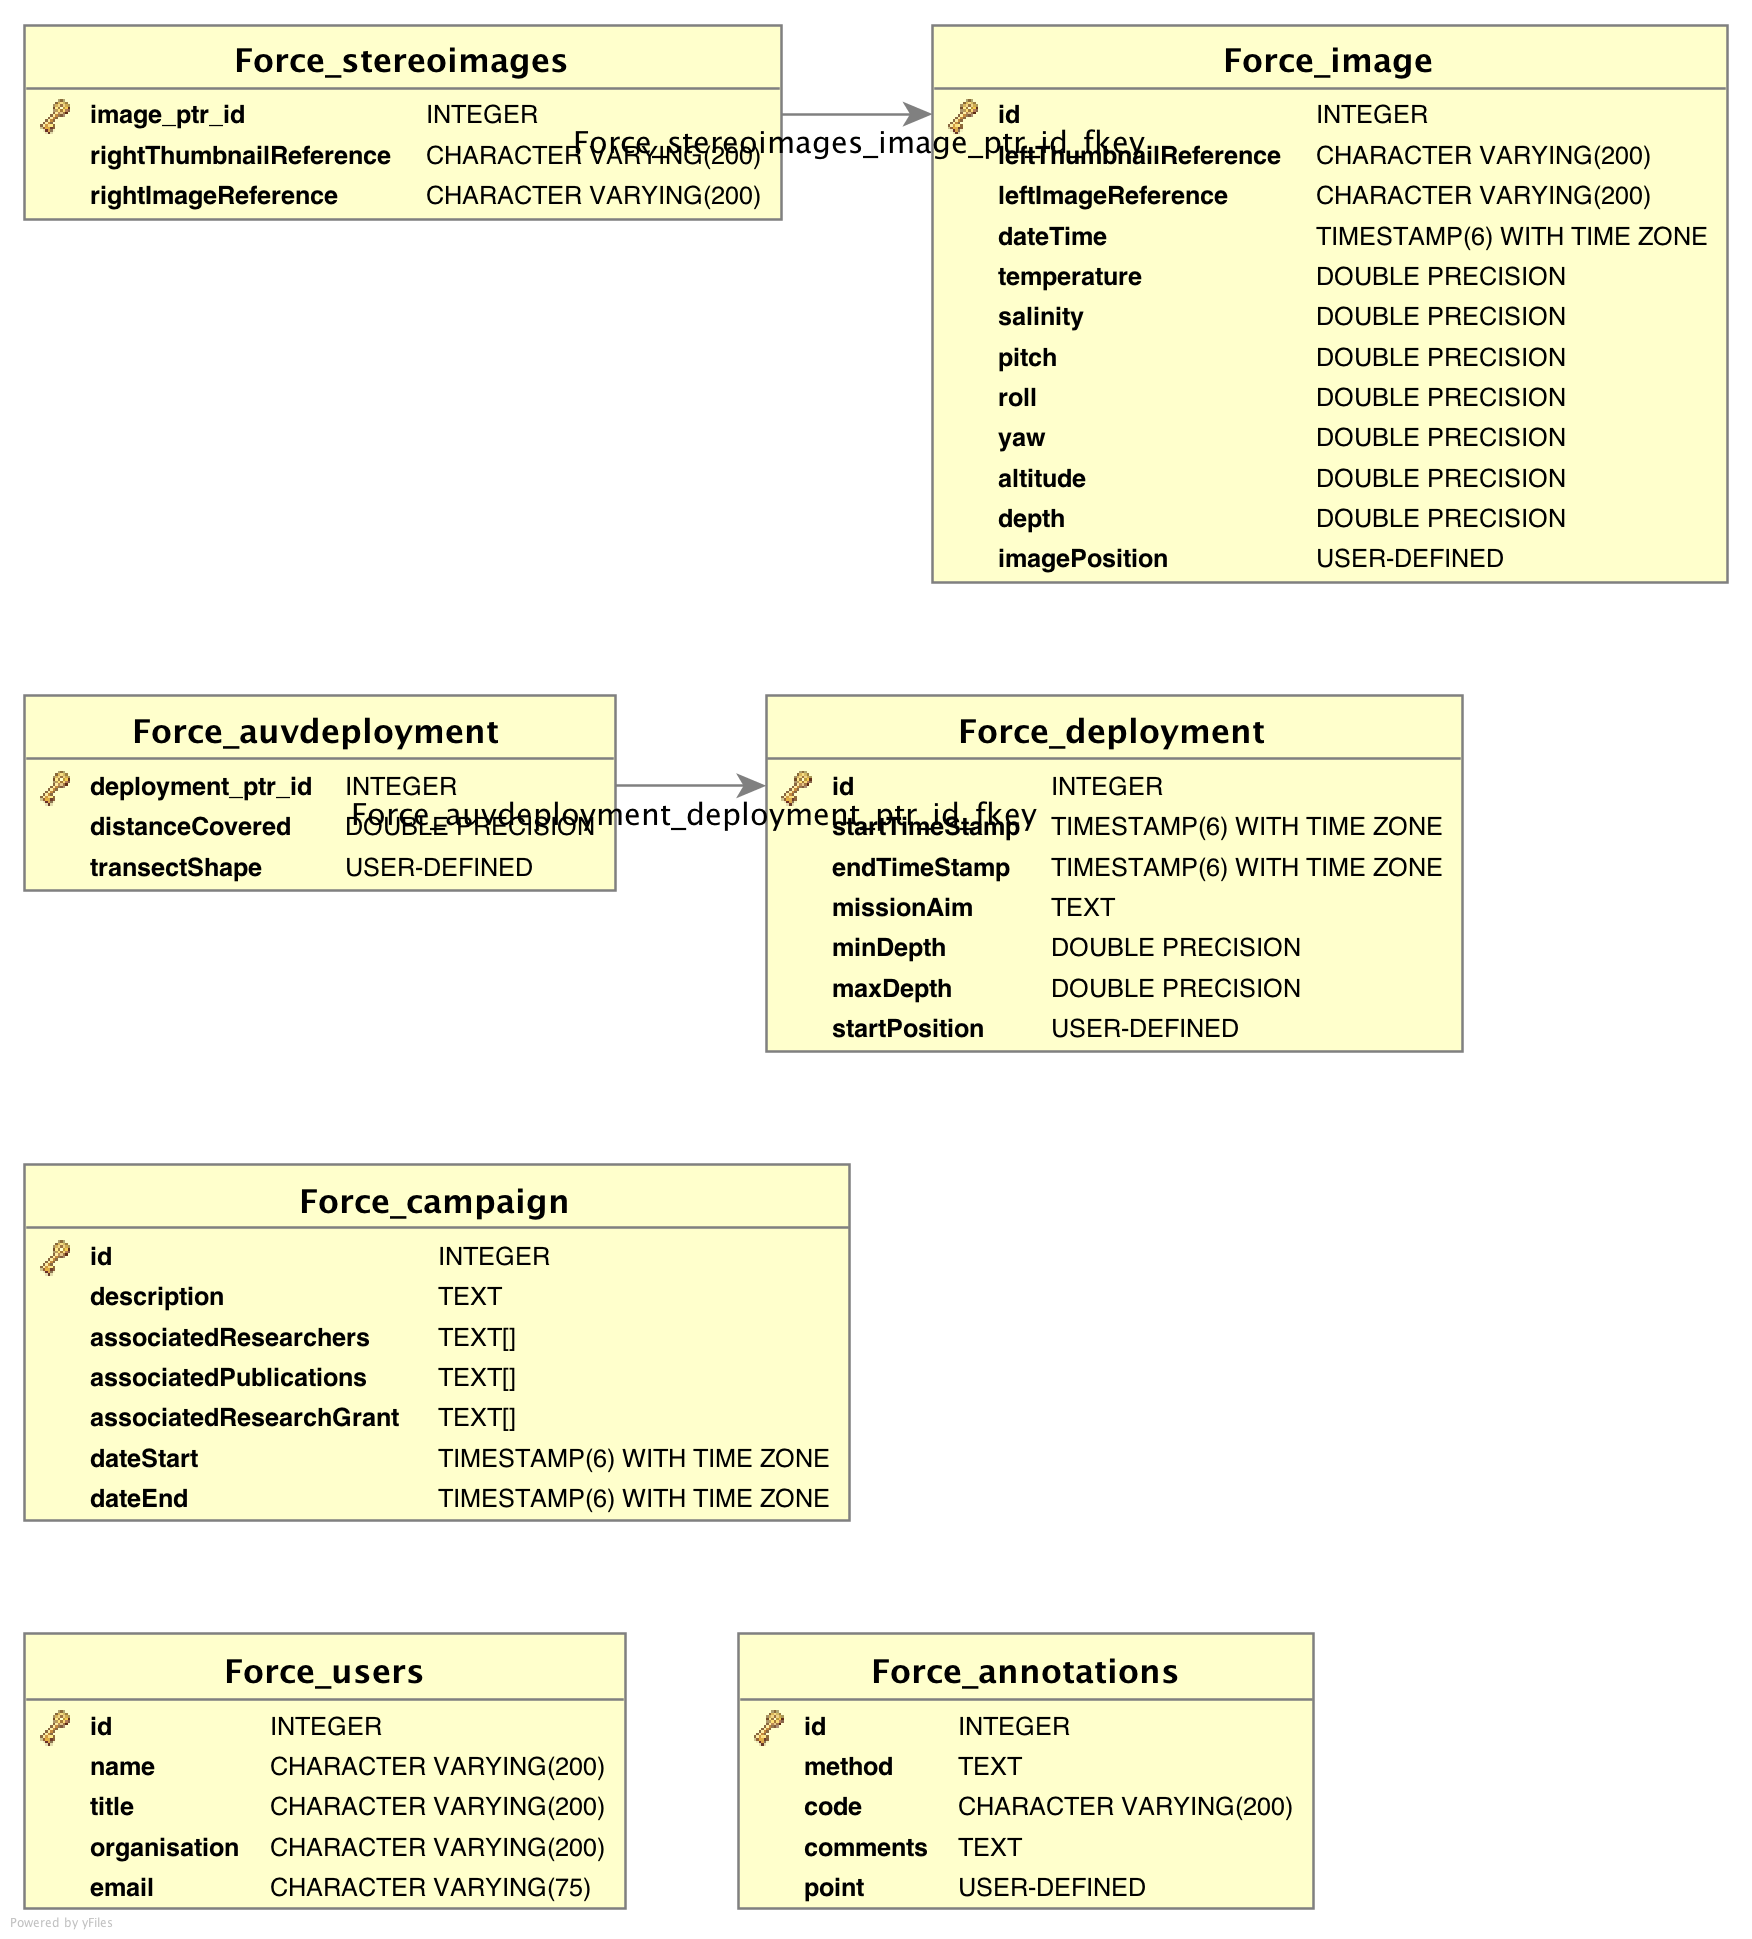 Force_stereoimages
image_ptr_id INTEGER
rightThumbnailReference CHARACTER VARYING(200)
rightImageReference CHARACTER VARYING(200)
Force_stereoimages_image_ptr_id_fkey
Force_image
id INTEGER
leftThumbnailReference CHARACTER VARYING(200)
leftImageReference CHARACTER VARYING(200)
dateTime TIMESTAMP(6) WITH TIME ZONE
temperature DOUBLE PRECISION
salinity DOUBLE PRECISION
pitch DOUBLE PRECISION
roll DOUBLE PRECISION
yaw DOUBLE PRECISION
altitude DOUBLE PRECISION
depth DOUBLE PRECISION
imagePosition USER-DEFINED
Force_auvdeployment
deployment_ptr_id INTEGER
distanceCovered DOUBLE PRECISION
transectShape USER-DEFINED
Force_auvdeployment_deployment_ptr_id_fkey
Force_deployment
id INTEGER
startTimeStamp TIMESTAMP(6) WITH TIME ZONE
endTimeStamp TIMESTAMP(6) WITH TIME ZONE
missionAim TEXT
minDepth DOUBLE PRECISION
maxDepth DOUBLE PRECISION
startPosition USER-DEFINED
Force_campaign
id INTEGER
description TEXT
associatedResearchers TEXT[]
associatedPublications TEXT[]
associatedResearchGrant TEXT[]
dateStart TIMESTAMP(6) WITH TIME ZONE
dateEnd TIMESTAMP(6) WITH TIME ZONE
Force_users
id INTEGER
name CHARACTER VARYING(200)
title CHARACTER VARYING(200)
organisation CHARACTER VARYING(200)
email CHARACTER VARYING(75)
Force_annotations
id INTEGER
method TEXT
code CHARACTER VARYING(200)
comments TEXT
point USER-DEFINED
Powered by yFiles